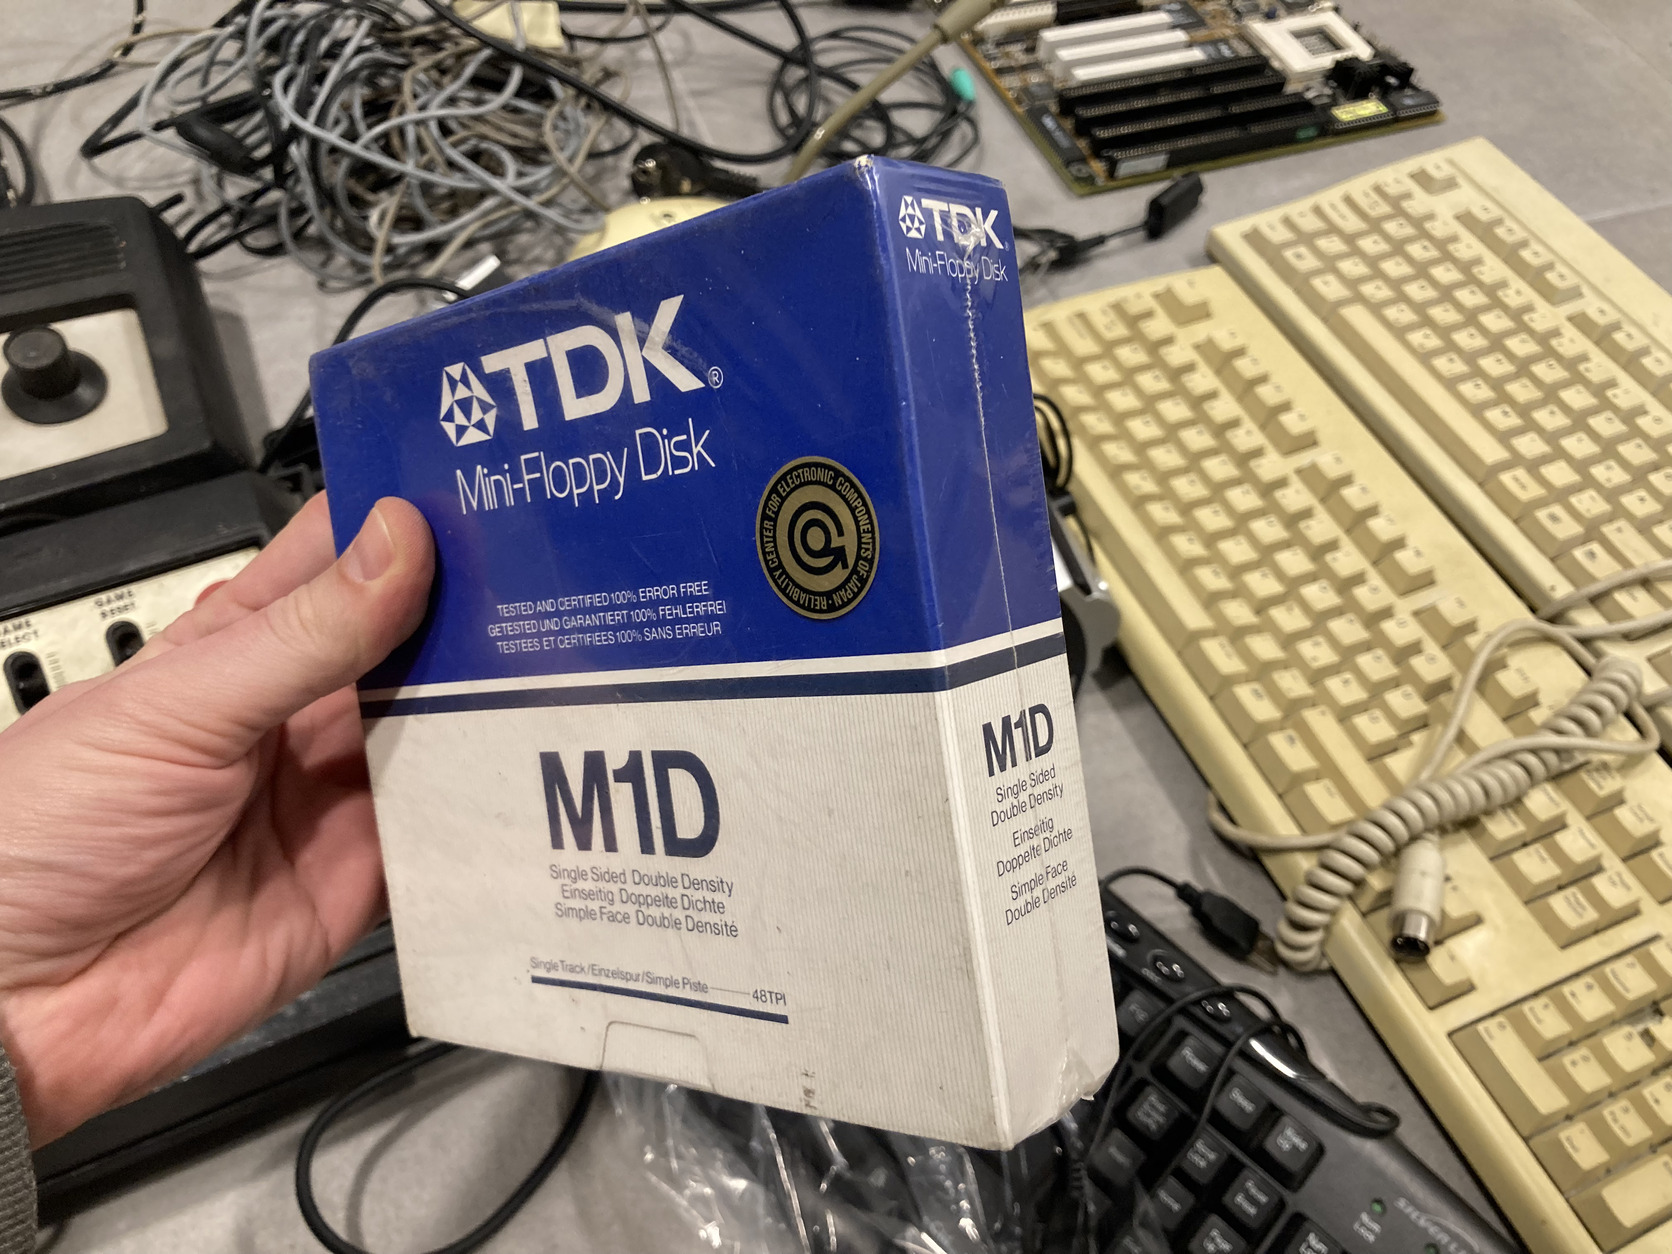 TDK®
Mini-Floppy Disk
RELIABILITY CENTER FOR ELECTRONIC COMPONENTS OF JAPAN
TESTED AND CERTIFIED 100% ERROR FREE
GETESTED UND GARANTIERT 100% FEHLERFREI
TESTEES ET CERTIFIEES 100% SANS ERREUR
M1D
Single Sided Double Density
Einseitig Doppelte Dichte
Simple Face Double Densité
Single Track/Einzelspur/Simple Piste 48TPI
TDK
Mini-Floppy Disk
M1D
Single Sided
Double Density
Einseitig
Doppelte Dichte
Simple Face
Double Densité
GAME
RESET